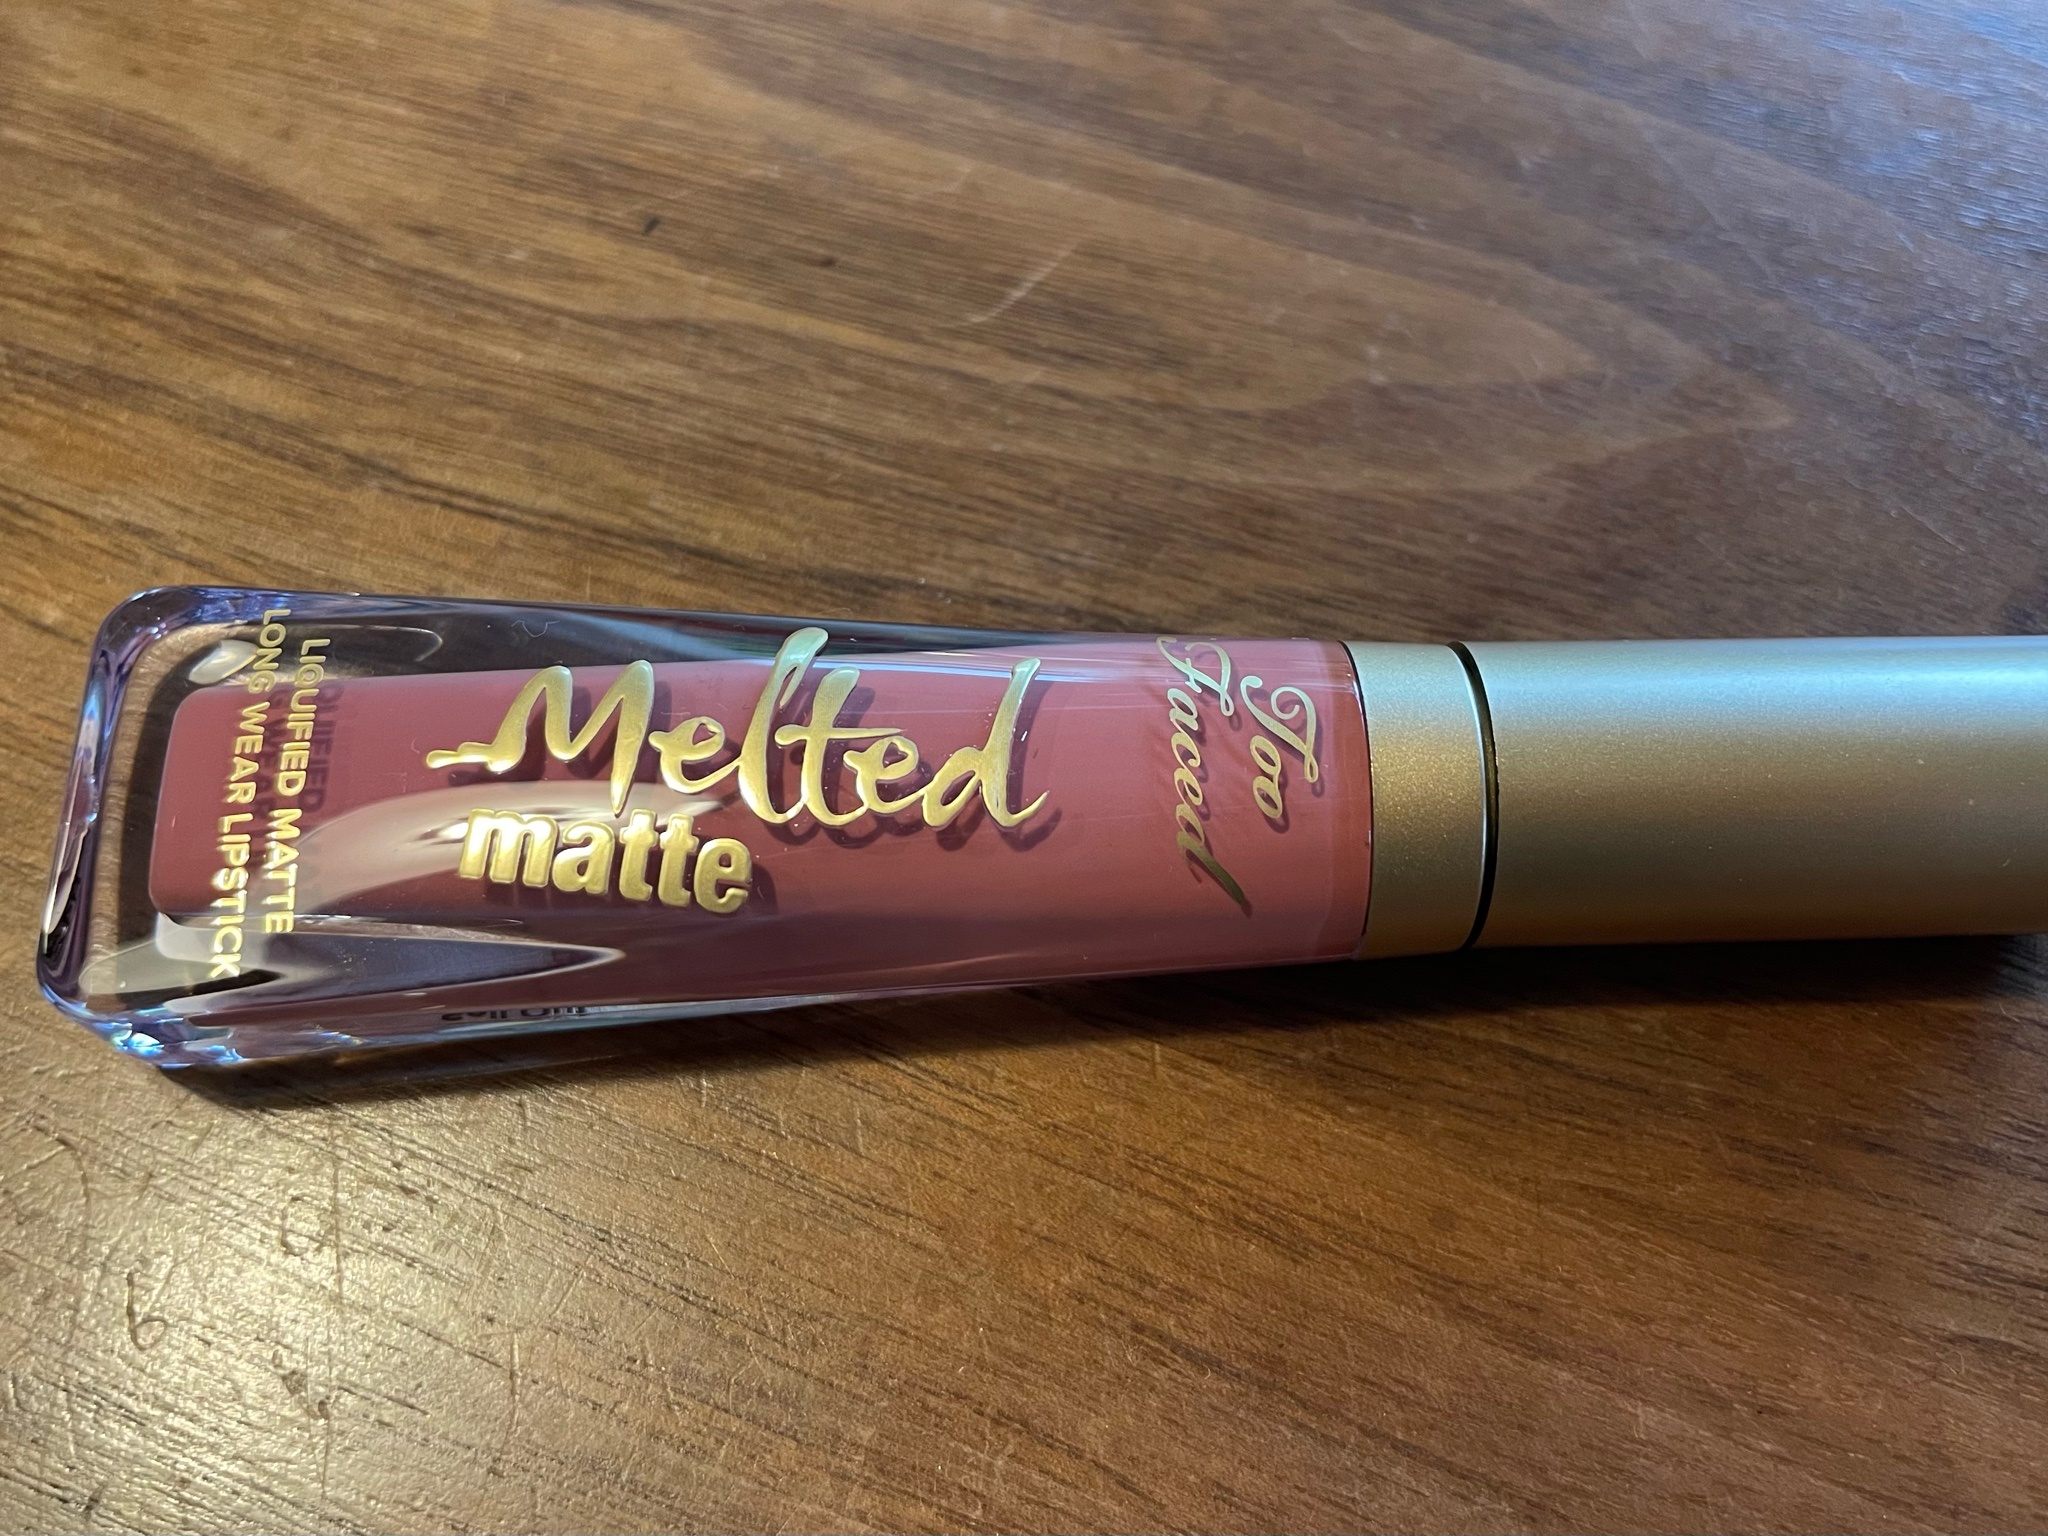 Melted
matte
Too
Faced
LIQUIFIED MATTE
LONG WEAR LIPSTICK